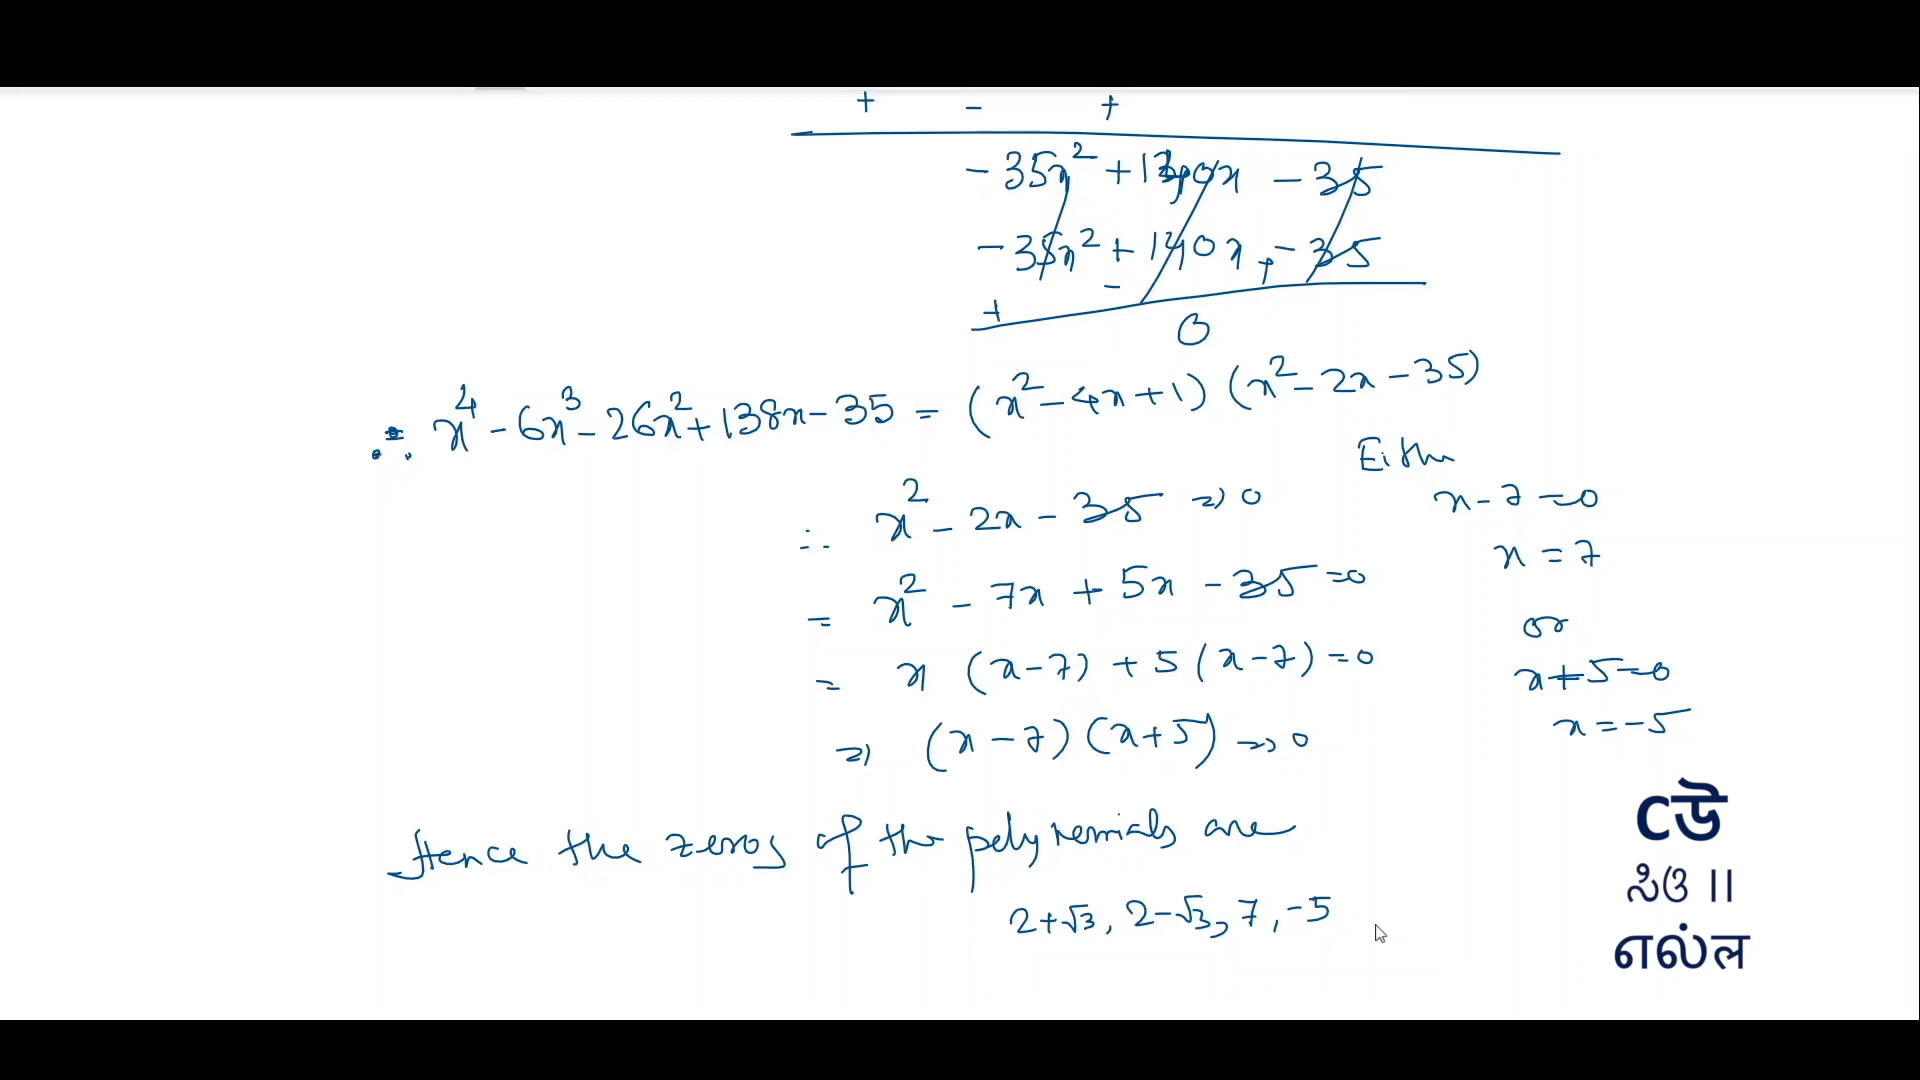 + - +
-35x² + 140x - 35
-35x² + 140x - 35
+ - +
0
∴ x⁴ - 6x³ - 26x² + 138x - 35 = (x² - 4x + 1) (x² - 2x - 35)
Either
∴ x² - 2x - 35 => 0
x - 7 = 0
x = 7
= x² - 7x + 5x - 35 = 0
or
= x (x - 7) + 5 (x - 7) = 0
x + 5 = 0
x = -5
=> (x - 7) (x + 5) => 0
Hence the zeros of the polynomials are
2+√3, 2-√3, 7, -5
cউ
ಸಿଓ ।।
எல்ல